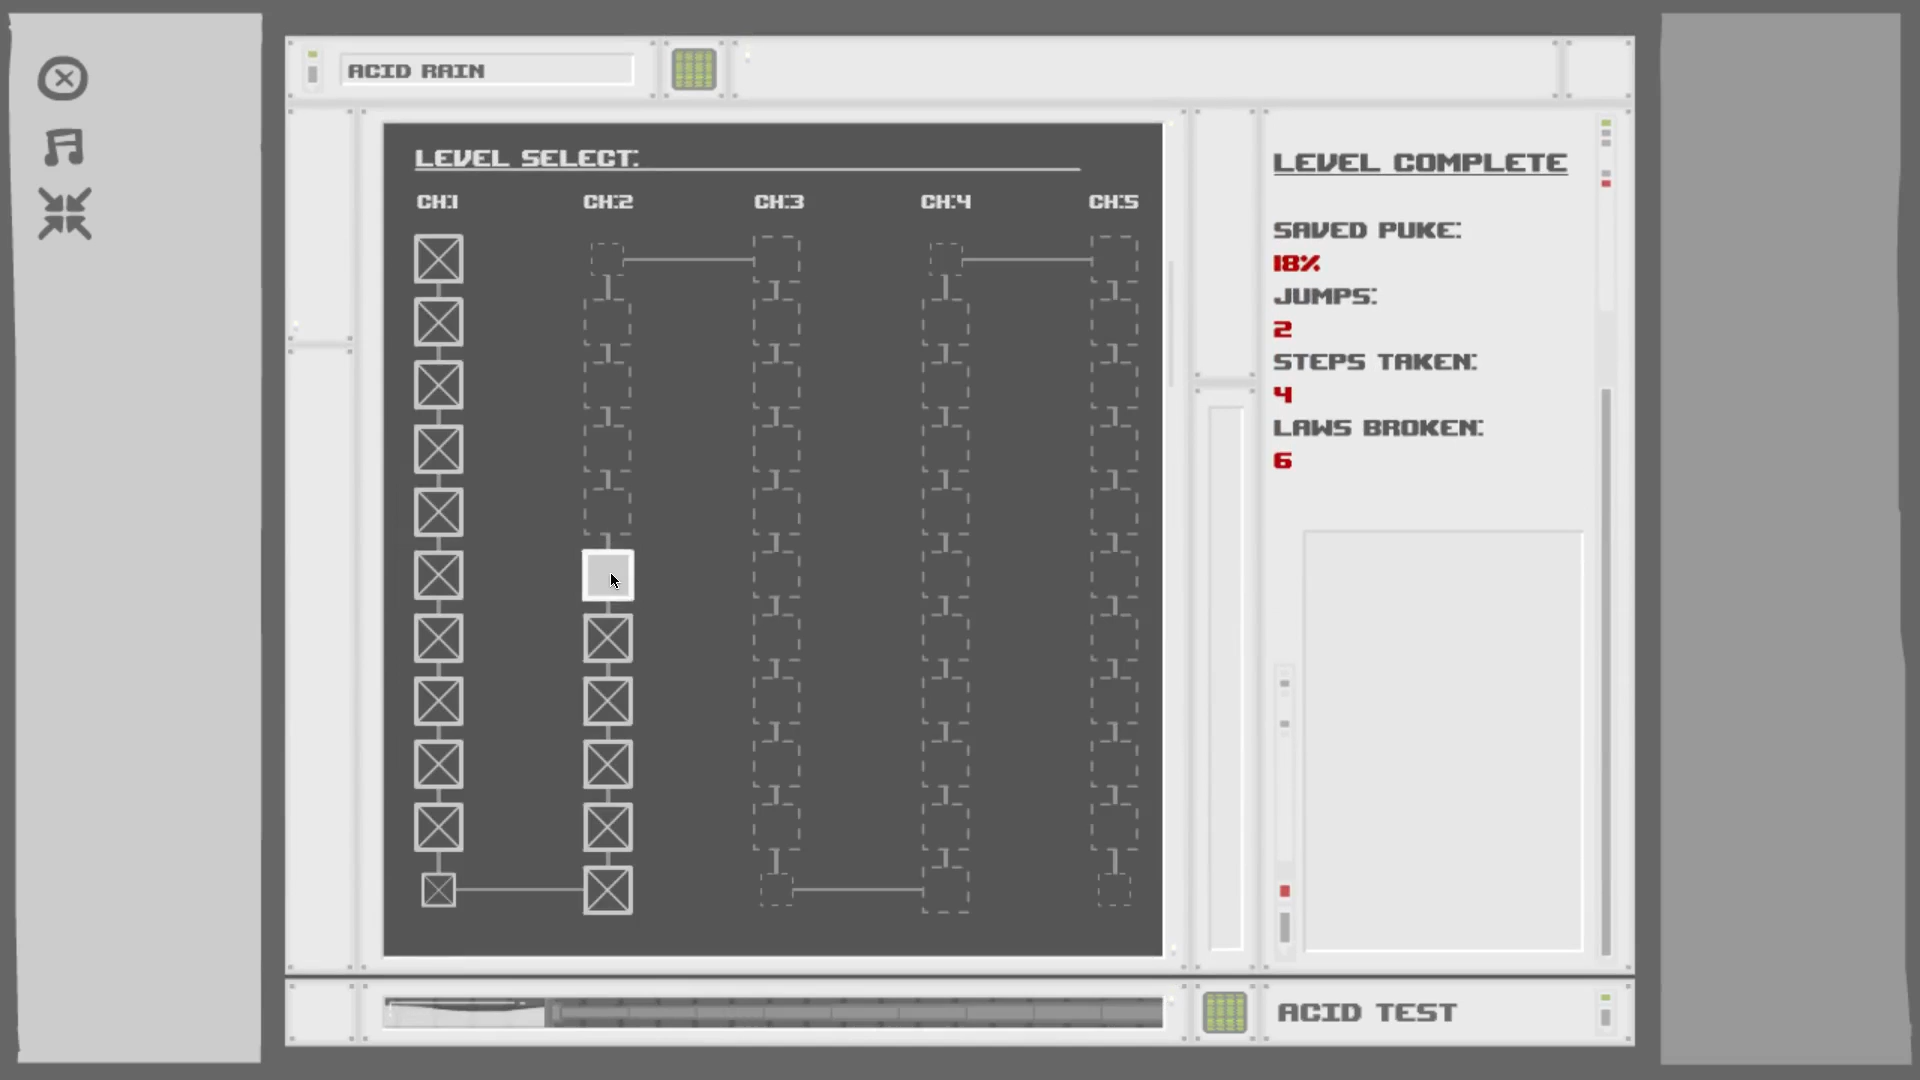 ACID RAIN
LEVEL SELECT:
CH:1 CH:2 CH:3 CH:4 CH:5
LEVEL COMPLETE
SAVED PUKE:
18%
JUMPS:
2
STEPS TAKEN:
4
LAWS BROKEN:
6
ACID TEST